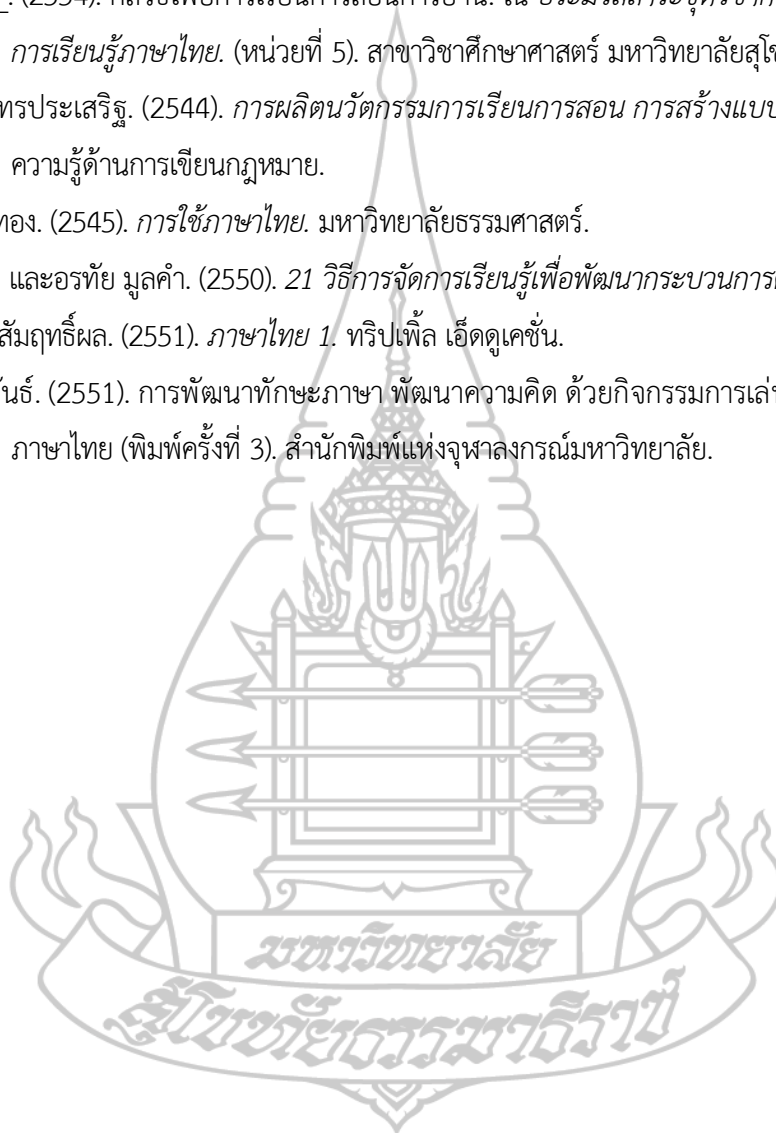 การเรียนรู้ภาษาไทย. (หน่วยที่ 5). สาขาวิชาศึกษาศาสตร์ มหาวิทยาลัยสุโข
ทรประเสริฐ. (2544). การผลิตนวัตกรรมการเรียนการสอน การสร้างแบบ
ความรู้ด้านการเขียนกฎหมาย.
ทอง. (2545). การใช้ภาษาไทย. มหาวิทยาลัยธรรมศาสตร์.
และอรทัย มูลคำ. (2550). 21 วิธีการจัดการเรียนรู้เพื่อพัฒนากระบวนการ
สัมฤทธิ์ผล. (2551). ภาษาไทย 1. ทริปเพิ้ล เอ็ดดูเคชั่น.
นธ์. (2551). การพัฒนาทักษะภาษา พัฒนาความคิด ด้วยกิจกรรมการเล่น
ภาษาไทย (พิมพ์ครั้งที่ 3). สำนักพิมพ์แห่งจุฬาลงกรณ์มหาวิทยาลัย.
มหาวิทยาลัย
สุโขทัยธรรมาธิราช